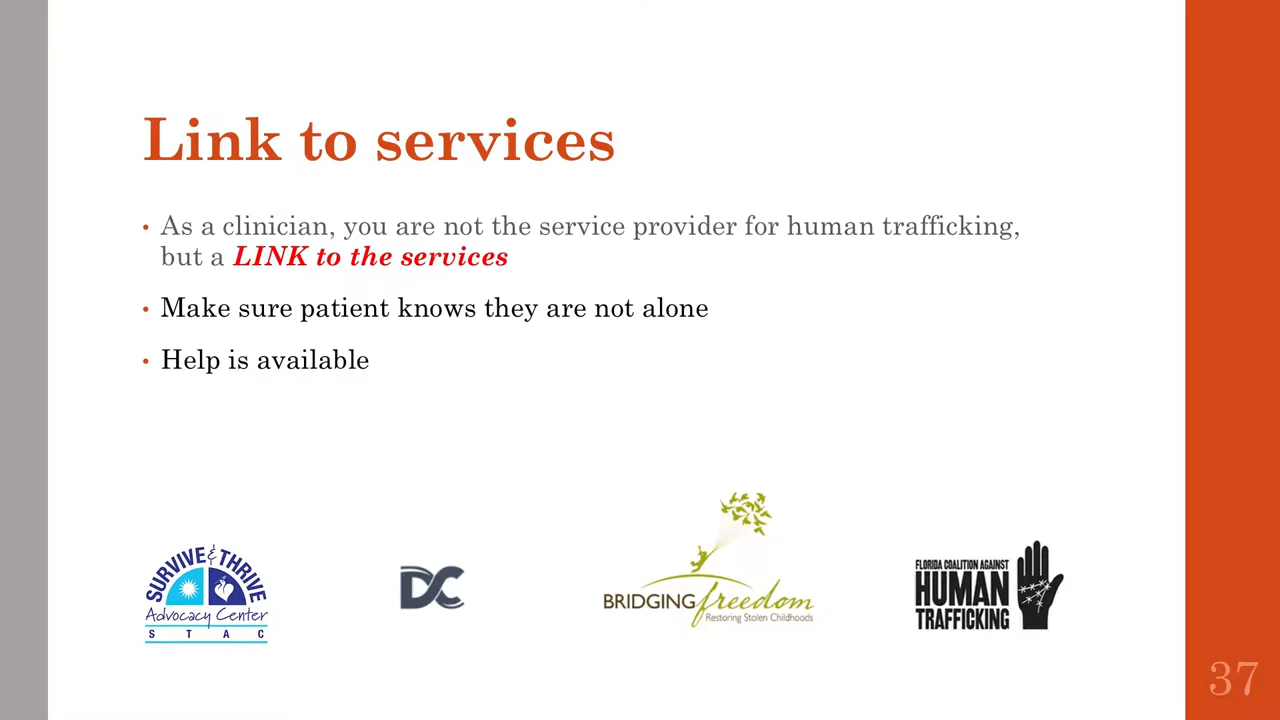 Link to services
• As a clinician, you are not the service provider for human trafficking,
but a LINK to the services
• Make sure patient knows they are not alone
• Help is available
SURVIVE & THRIVE
Advocacy Center
S T A C
DC
BRIDGING freedom
Restoring Stolen Childhoods
FLORIDA COALITION AGAINST
HUMAN
TRAFFICKING
37